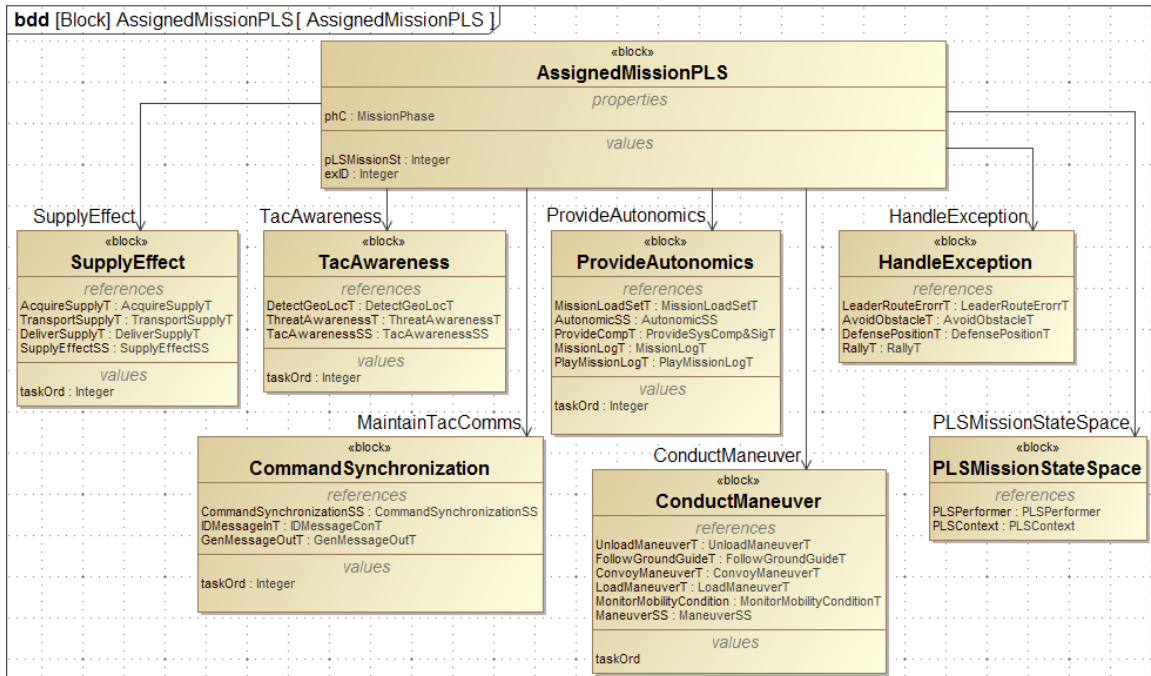 bdd [Block] AssignedMissionPLS[ AssignedMissionPLS ]
«block»
AssignedMissionPLS
properties
phC : MissionPhase
values
pLSMissionSt : Integer
exID : Integer
SupplyEffect
«block»
SupplyEffect
references
AcquireSupplyT : AcquireSupplyT
TransportSupplyT : TransportSupplyT
DeliverSupplyT : DeliverSupplyT
SupplyEffectSS : SupplyEffectSS
values
taskOrd : Integer
TacAwareness
«block»
TacAwareness
references
DetectGeoLocT : DetectGeoLocT
ThreatAwarenessT : ThreatAwarenessT
TacAwarenessSS : TacAwarenessSS
values
taskOrd : Integer
ProvideAutonomics
«block»
ProvideAutonomics
references
MissionLoadSetT : MissionLoadSetT
AutonomicSS : AutonomicSS
ProvideCompT : ProvideSysComp&SigT
MissionLogT : MissionLogT
PlayMissionLogT : PlayMissionLogT
values
taskOrd : Integer
HandleException
«block»
HandleException
references
LeaderRouteErorrT : LeaderRouteErorrT
AvoidObstacleT : AvoidObstacleT
DefensePositionT : DefensePositionT
RallyT : RallyT
MaintainTacComms
«block»
CommandSynchronization
references
CommandSynchronizationSS : CommandSynchronizationSS
IDMessageInT : IDMessageConT
GenMessageOutT : GenMessageOutT
values
taskOrd : Integer
ConductManeuver
«block»
ConductManeuver
references
UnloadManeuverT : UnloadManeuverT
FollowGroundGuideT : FollowGroundGuideT
ConvoyManeuverT : ConvoyManeuverT
LoadManeuverT : LoadManeuverT
MonitorMobilityCondition : MonitorMobilityConditionT
ManeuverSS : ManeuverSS
values
taskOrd
PLSMissionStateSpace
«block»
PLSMissionStateSpace
references
PLSPerformer : PLSPerformer
PLSContext : PLSContext